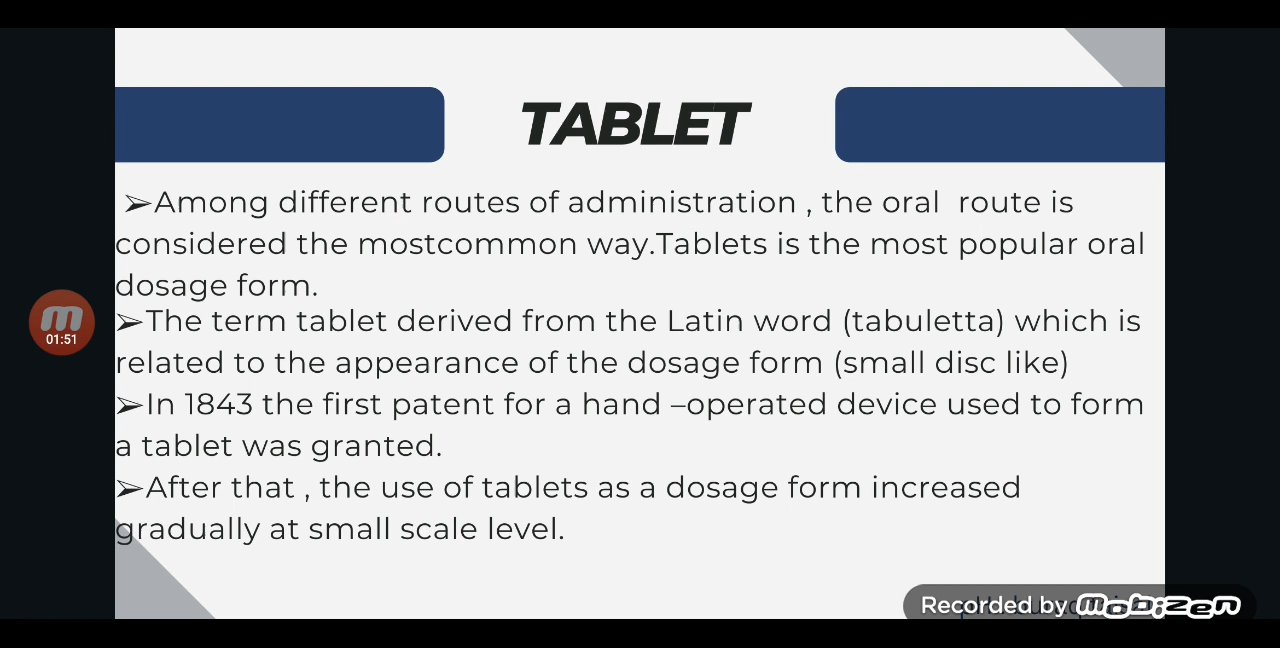 TABLET
➢Among different routes of administration , the oral route is
considered the mostcommon way.Tablets is the most popular oral
dosage form.
➢The term tablet derived from the Latin word (tabuletta) which is
related to the appearance of the dosage form (small disc like)
➢In 1843 the first patent for a hand –operated device used to form
a tablet was granted.
➢After that , the use of tablets as a dosage form increased
gradually at small scale level.
01:51
Recorded by mobizen